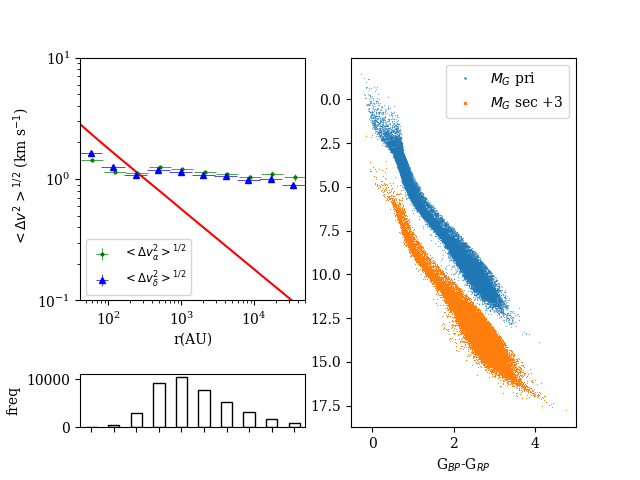 10¹
10⁰
10⁻¹
<Δv²>^1/2 (km s⁻¹)
<Δv²_α>^1/2
<Δv²_δ>^1/2
10² 10³ 10⁴
r(AU)
10000
0
freq
M_G pri
M_G sec +3
0.0
2.5
5.0
7.5
10.0
12.5
15.0
17.5
0 2 4
G_BP-G_RP